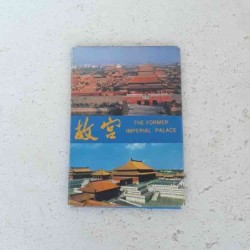 故宫
THE FORMER
IMPERIAL PALACE